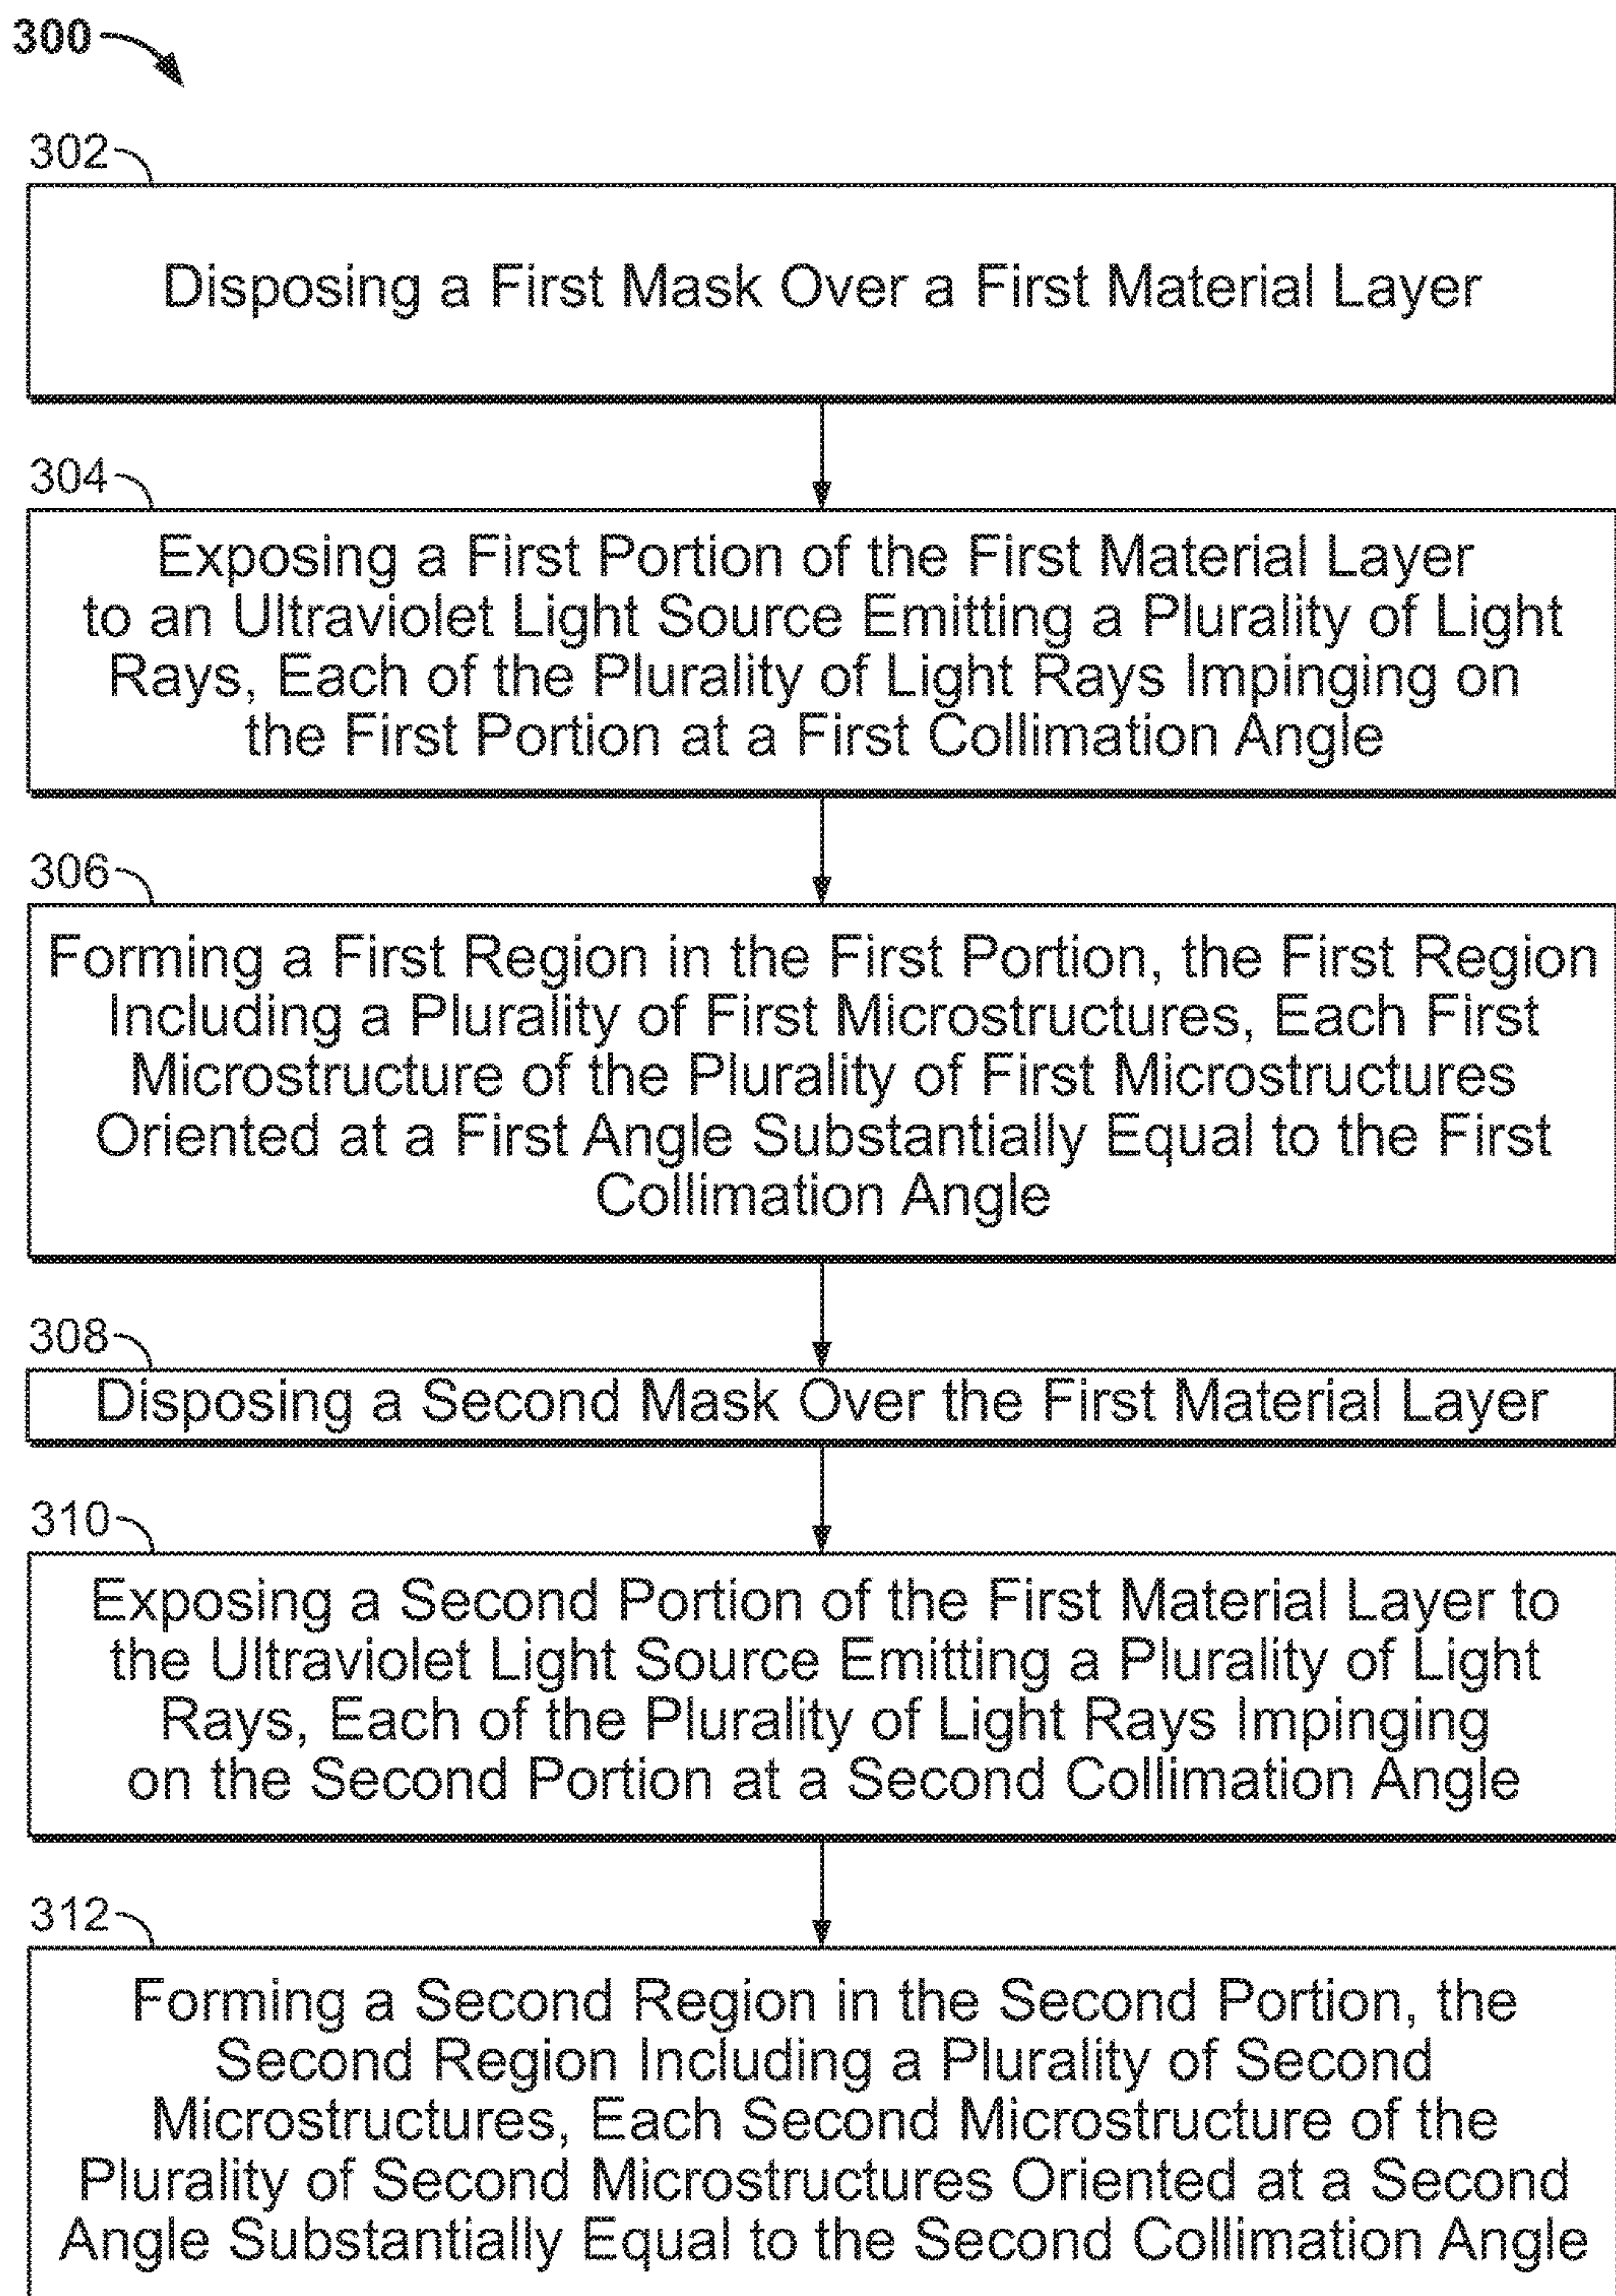 300
302
Disposing a First Mask Over a First Material Layer
304
Exposing a First Portion of the First Material Layer
to an Ultraviolet Light Source Emitting a Plurality of Light
Rays, Each of the Plurality of Light Rays Impinging on
the First Portion at a First Collimation Angle
306
Forming a First Region in the First Portion, the First Region
Including a Plurality of First Microstructures, Each First
Microstructure of the Plurality of First Microstructures
Oriented at a First Angle Substantially Equal to the First
Collimation Angle
308
Disposing a Second Mask Over the First Material Layer
310
Exposing a Second Portion of the First Material Layer to
the Ultraviolet Light Source Emitting a Plurality of Light
Rays, Each of the Plurality of Light Rays Impinging
on the Second Portion at a Second Collimation Angle
312
Forming a Second Region in the Second Portion, the
Second Region Including a Plurality of Second
Microstructures, Each Second Microstructure of the
Plurality of Second Microstructures Oriented at a Second
Angle Substantially Equal to the Second Collimation Angle